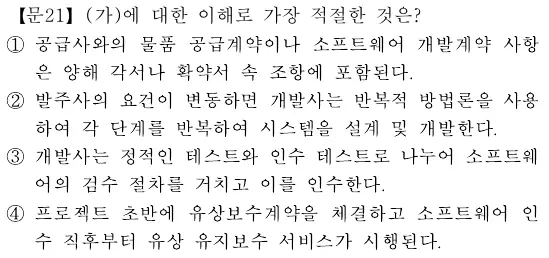 【문21】 (가)에 대한 이해로 가장 적절한 것은?
① 공급사와의 물품 공급계약이나 소프트웨어 개발계약 사항
은 양해 각서나 확약서 속 조항에 포함된다.
② 발주사의 요건이 변동하면 개발사는 반복적 방법론을 사용
하여 각 단계를 반복하여 시스템을 설계 및 개발한다.
③ 개발사는 정적인 테스트와 인수 테스트로 나누어 소프트웨
어의 검수 절차를 거치고 이를 인수한다.
④ 프로젝트 초반에 유상보수계약을 체결하고 소프트웨어 인
수 직후부터 유상 유지보수 서비스가 시행된다.